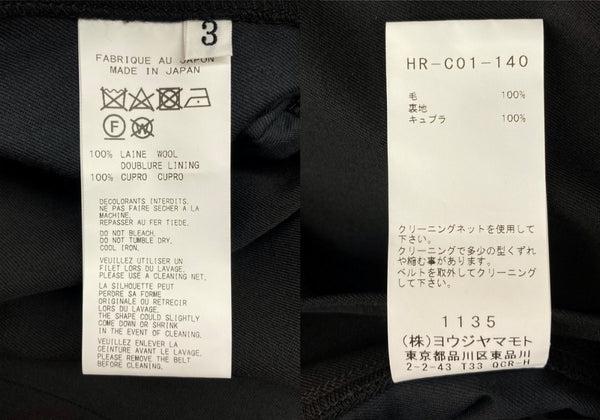 3
FABRIQUE AU JAPON
MADE IN JAPAN
F
W
100% LAINE WOOL
DOUBLURE LINING
100% CUPRO CUPRO
DECOLORANTS INTERDITS.
NE PAS FAIRE SECHER A LA
MACHINE.
REPASSER AU FER TIEDE.
DO NOT BLEACH.
DO NOT TUMBLE DRY.
COOL IRON.
VEUILLEZ UTILISER UN
FILET LORS DU LAVAGE.
PLEASE USE A CLEANING NET.
LA SILHOUETTE PEUT
PERDRE SA FORME
ORIGINALE OU RETRECIR
LORS DU LAVAGE.
THE SHAPE COULD SLIGHTLY
COME DOWN OR SHRINK
IN THE EVENT OF WASHING.
VEUILLEZ ENLEVER LA
CEINTURE AVANT LE LAVAGE.
PLEASE REMOVE THE BELT
BEFORE CLEANING.
HR-C01-140
毛 100%
裏地
キュプラ 100%
クリーニングネットを使用して
下さい。
クリーニングで多少の型くずれ
や縮む事があります。
ベルトを取外してクリーニング
して下さい。
1135
(株)ヨウジヤマモト
東京都品川区東品川
2-2-43 T33 OCR-H